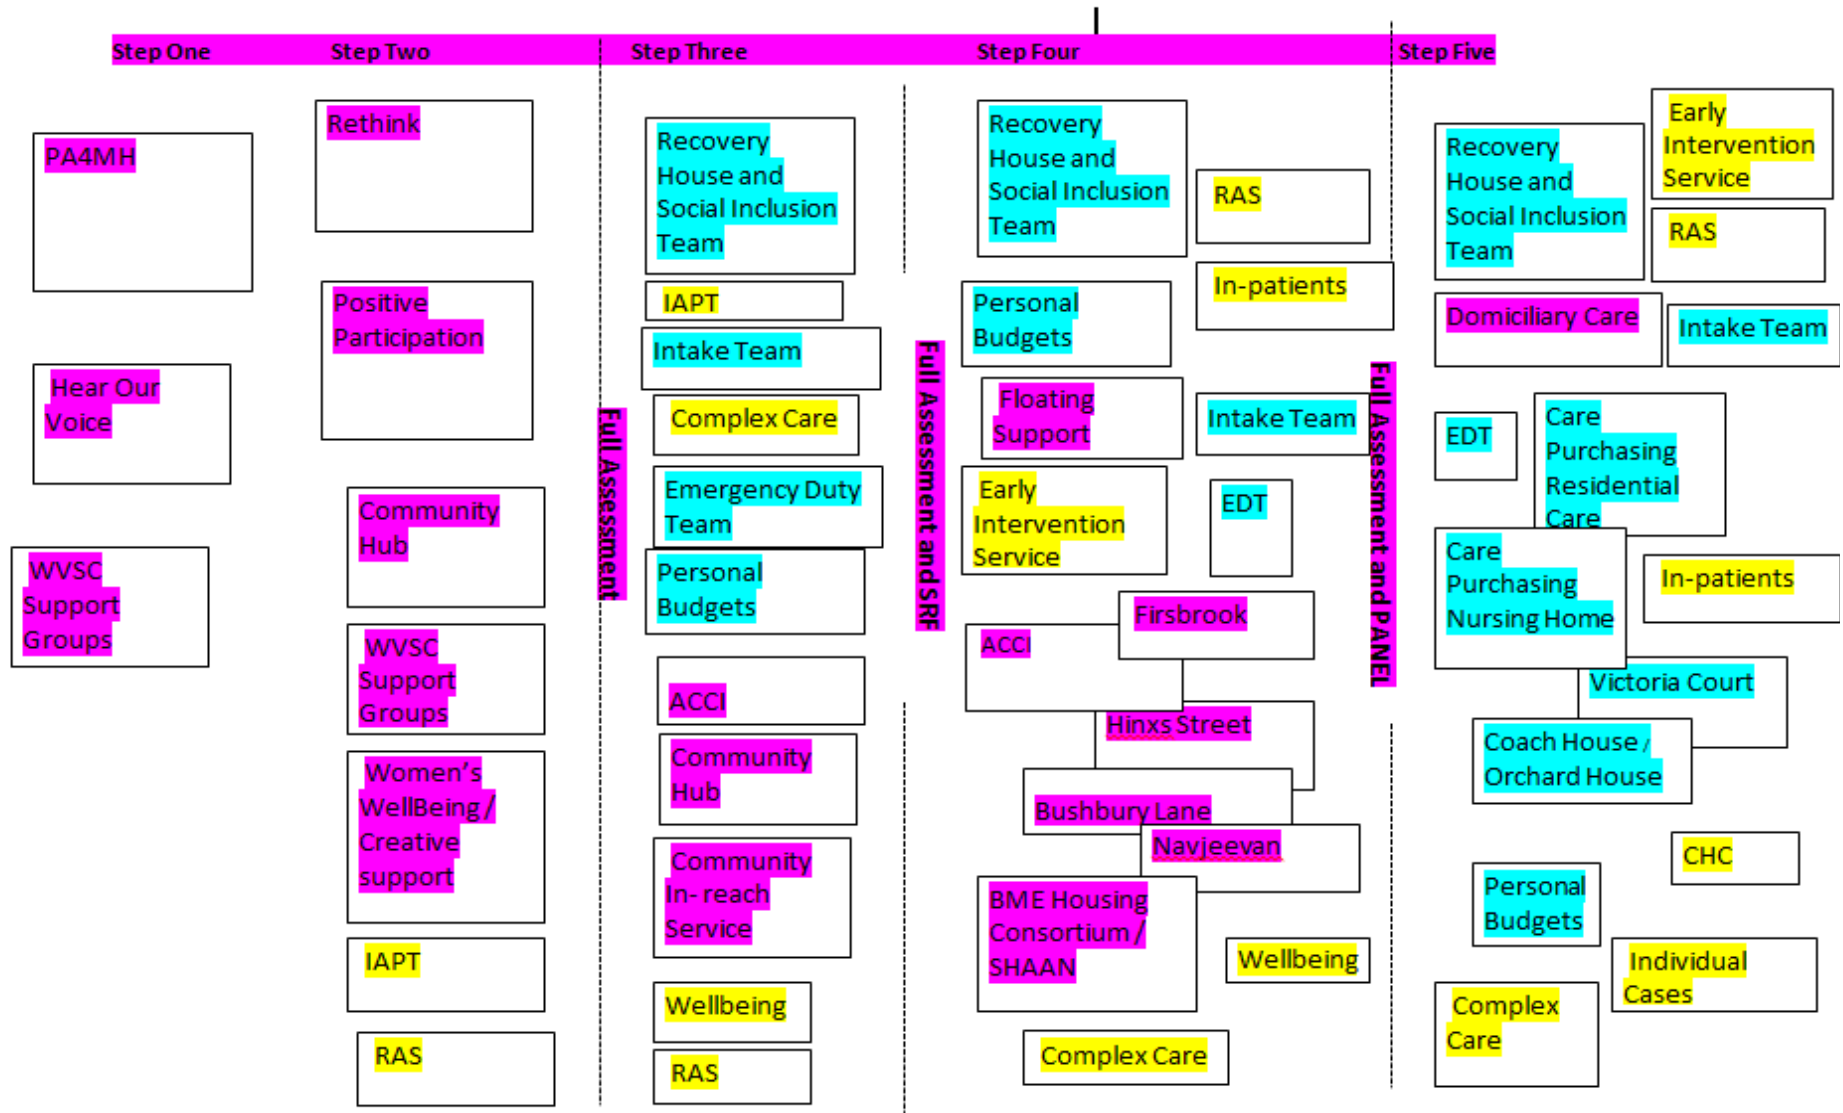 Step One
Step Two
Step Three
Step Four
Step Five
PA4MH
Hear Our
Voice
WVSC
Support
Groups
Rethink
Positive
Participation
Community
Hub
WVSC
Support
Groups
Women's
WellBeing /
Creative
support
IAPT
RAS
Full Assessment
Recovery
House and
Social Inclusion
Team
IAPT
Intake Team
Complex Care
Emergency Duty
Team
Personal
Budgets
ACCI
Community
Hub
Community
In- reach
Service
Wellbeing
RAS
Full Assessment and SRF
Recovery
House and
Social Inclusion
Team
RAS
In-patients
Personal
Budgets
Floating
Support
Intake Team
Early
Intervention
Service
EDT
Firsbrook
ACCI
Hinxs Street
Bushbury Lane
Navjeevan
BME Housing
Consortium /
SHAAN
Wellbeing
Complex Care
Full Assessment and PANEL
Recovery
House and
Social Inclusion
Team
Early
Intervention
Service
RAS
Domiciliary Care
Intake Team
EDT
Care
Purchasing
Residential
Care
Care
Purchasing
Nursing Home
In-patients
Victoria Court
Coach House /
Orchard House
CHC
Personal
Budgets
Individual
Cases
Complex
Care